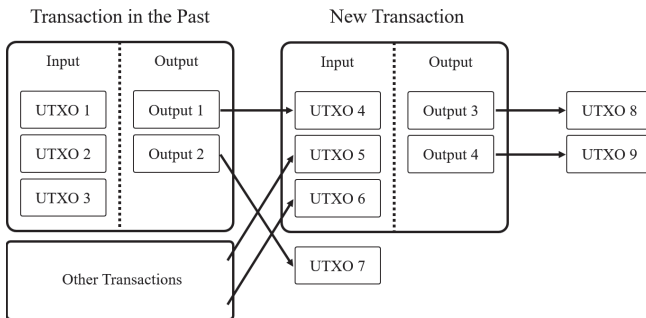 Transaction in the Past
New Transaction
Input
Output
Input
Output
UTXO 1
Output 1
UTXO 4
Output 3
UTXO 8
UTXO 2
Output 2
UTXO 5
Output 4
UTXO 9
UTXO 3
UTXO 6
Other Transactions
UTXO 7